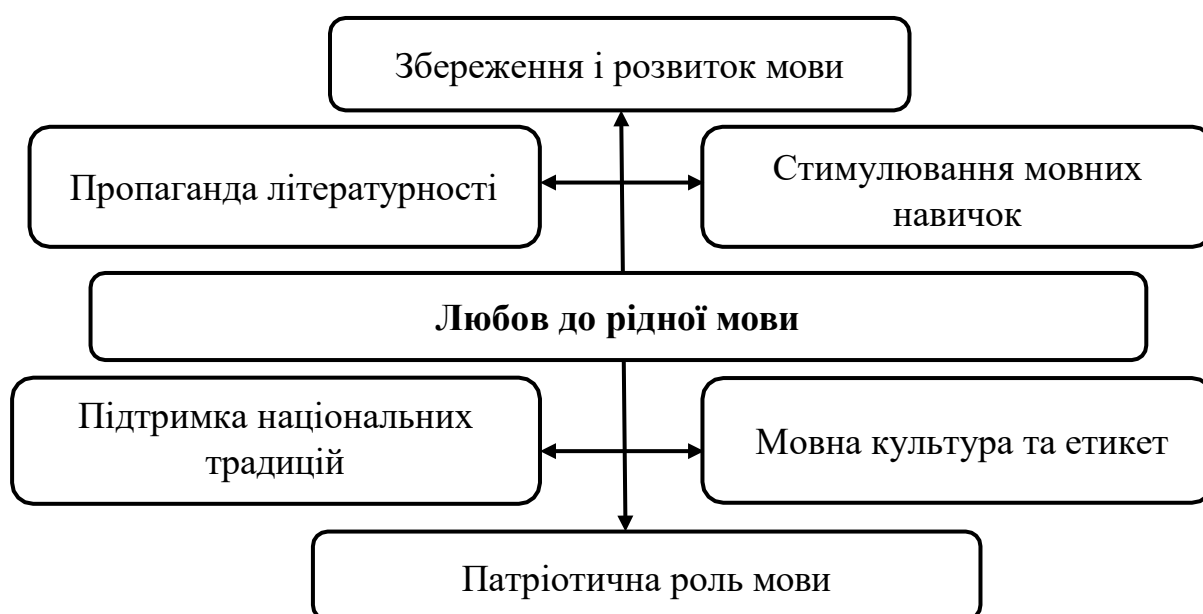 Збереження і розвиток мови
Пропаганда літературності
Стимулювання мовних
навичок
Любов до рідної мови
Підтримка національних
традицій
Мовна культура та етикет
Патріотична роль мови